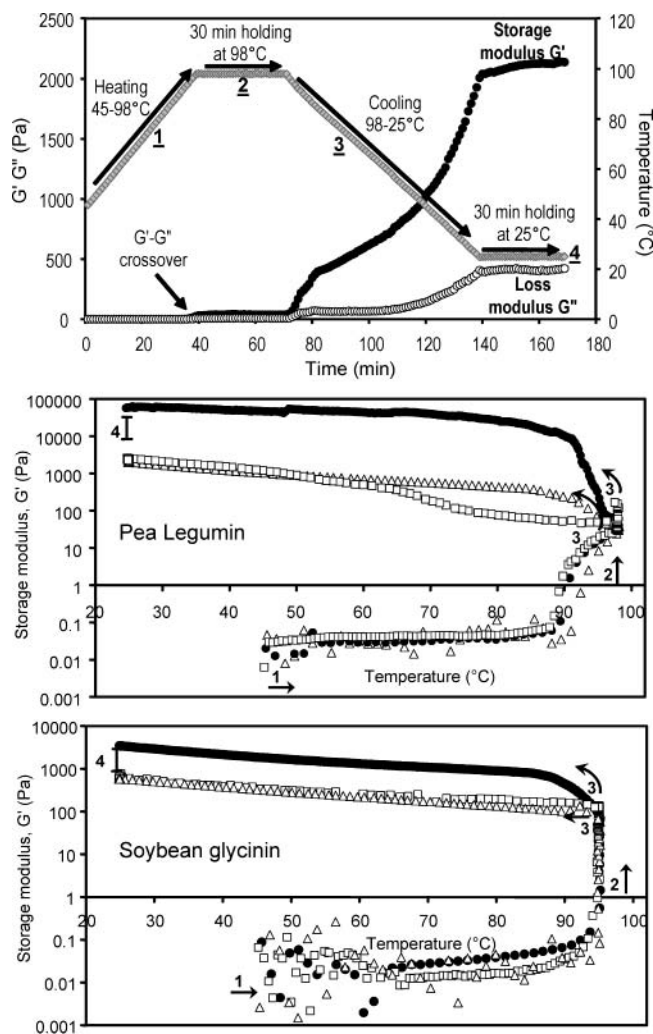 30 min holding
at 98°C
Storage
modulus G'
Heating
45-98°C
1
2
3
Cooling
98-25°C
30 min holding
at 25°C
4
G'-G"
crossover
Loss
modulus G"
G' G" (Pa)
2500
2000
1500
1000
500
0
Temperature (°C)
120
100
80
60
40
20
0
0 20 40 60 80 100 120 140 160 180
Time (min)
Storage modulus, G' (Pa)
100000
10000
1000
100
10
1
0.1
0.01
0.001
4
3
3
2
1
Pea Legumin
20 30 40 50 60 70 80 90 100
Temperature (°C)
Storage modulus, G' (Pa)
100000
10000
1000
100
10
1
0.1
0.01
0.001
4
3
3
2
1
Soybean glycinin
20 30 40 50 60 70 80 90 100
Temperature (°C)